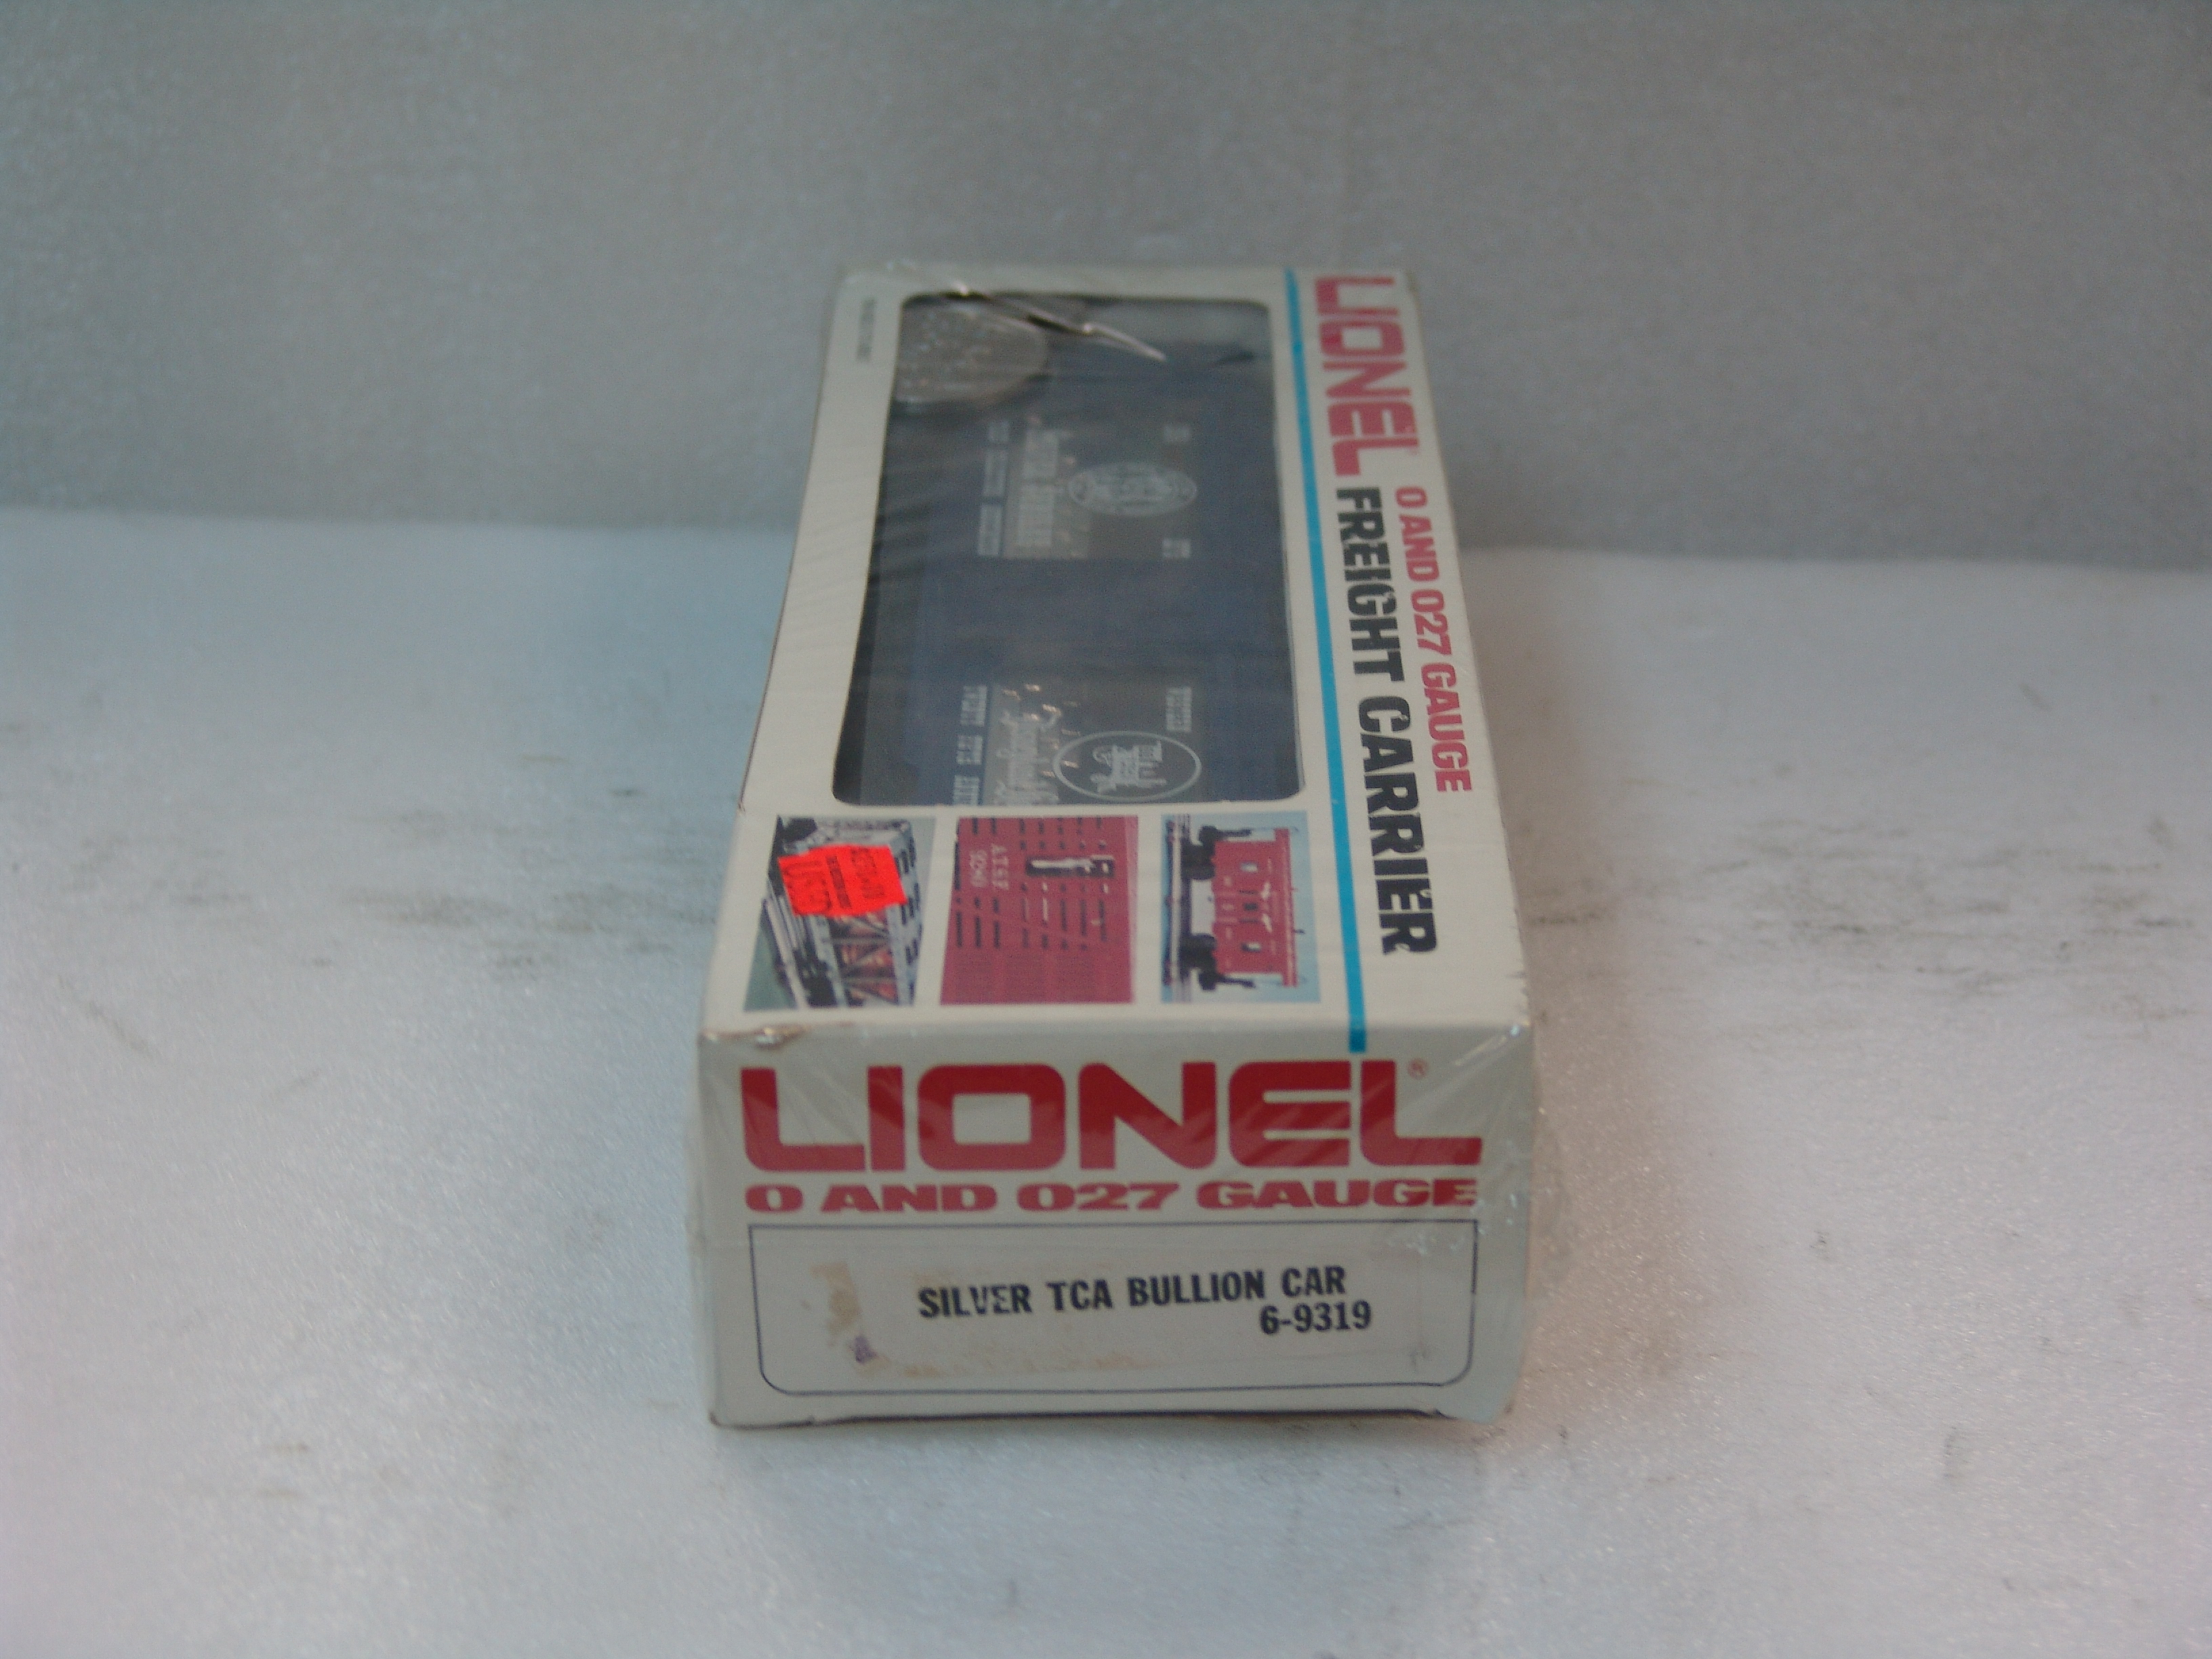 LIONEL
O AND O27 GAUGE
FREIGHT CARRIER
A.T.S.F.
LIONEL®
O AND O27 GAUGE
SILVER TCA BULLION CAR
6-9319